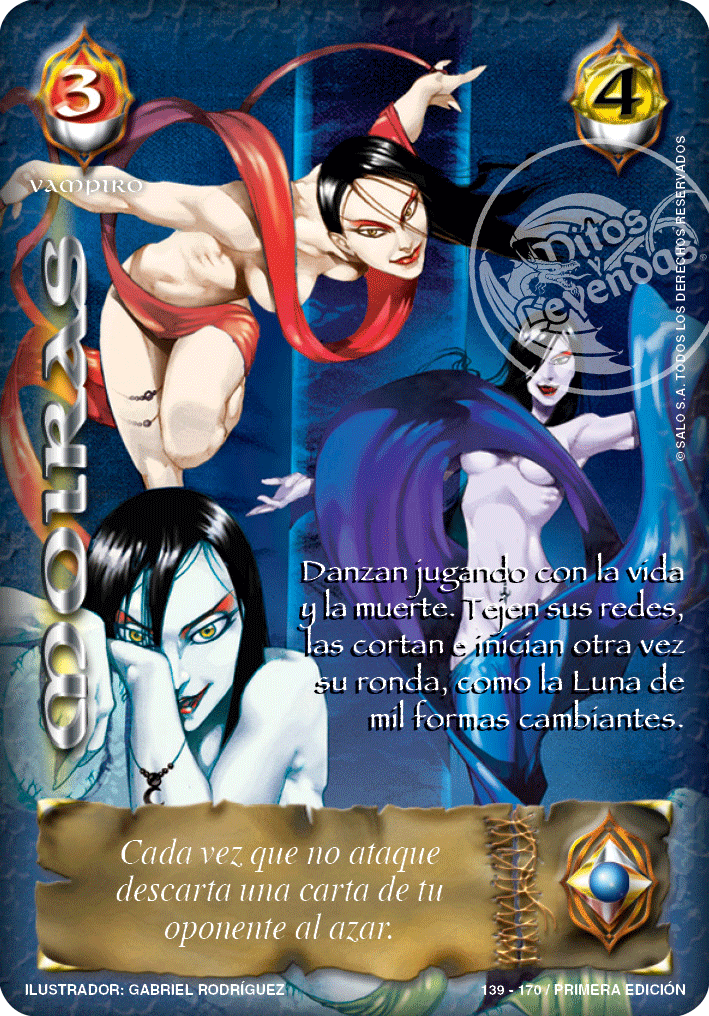 3
4
VAMPIRO
MOIRAS
Mitos
y
Leyendas
© SALO S.A. TODOS LOS DERECHOS RESERVADOS
Danzan jugando con la vida
y la muerte. Tejen sus redes,
las cortan e inician otra vez
su ronda, como la Luna de
mil formas cambiantes.
Cada vez que no ataque
descarta una carta de tu
oponente al azar.
ILUSTRADOR: GABRIEL RODRÍGUEZ
139 - 170 / PRIMERA EDICIÓN